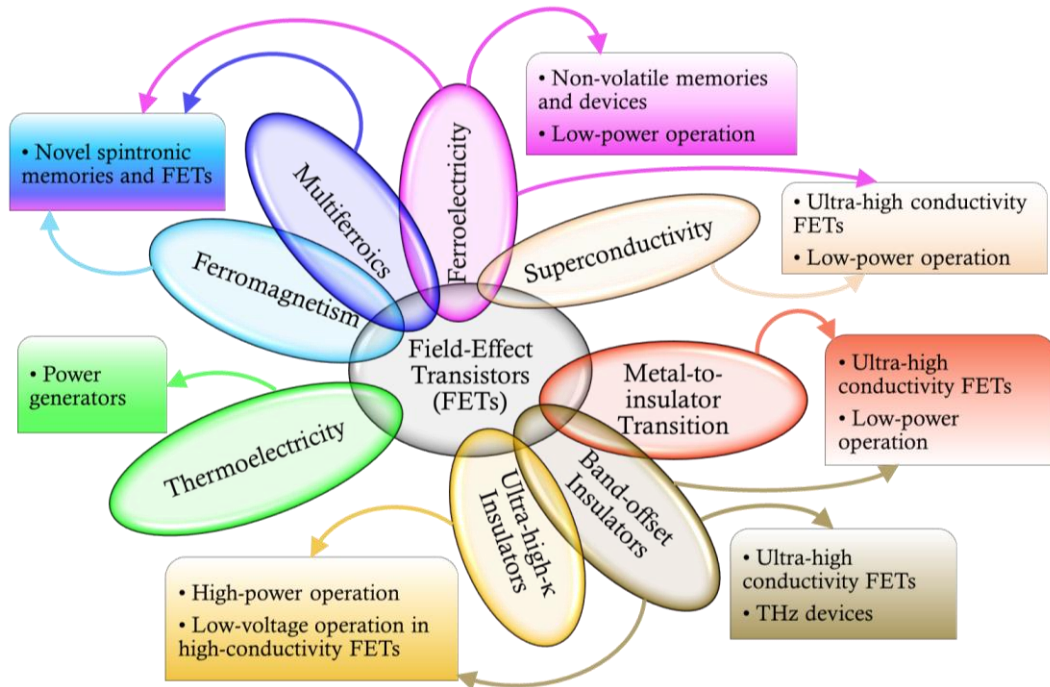 • Non-volatile memories
and devices
• Low-power operation
• Novel spintronic
memories and FETs
Multiferroics
Ferroelectricity
Superconductivity
• Ultra-high conductivity
FETs
• Low-power operation
Ferromagnetism
Field-Effect
Transistors
(FETs)
Metal-to-
insulator
Transition
• Ultra-high
conductivity FETs
• Low-power
operation
• Power
generators
Thermoelectricity
Ultra-high-κ
Insulators
Band-offset
Insulators
• High-power operation
• Low-voltage operation in
high-conductivity FETs
• Ultra-high
conductivity FETs
• THz devices